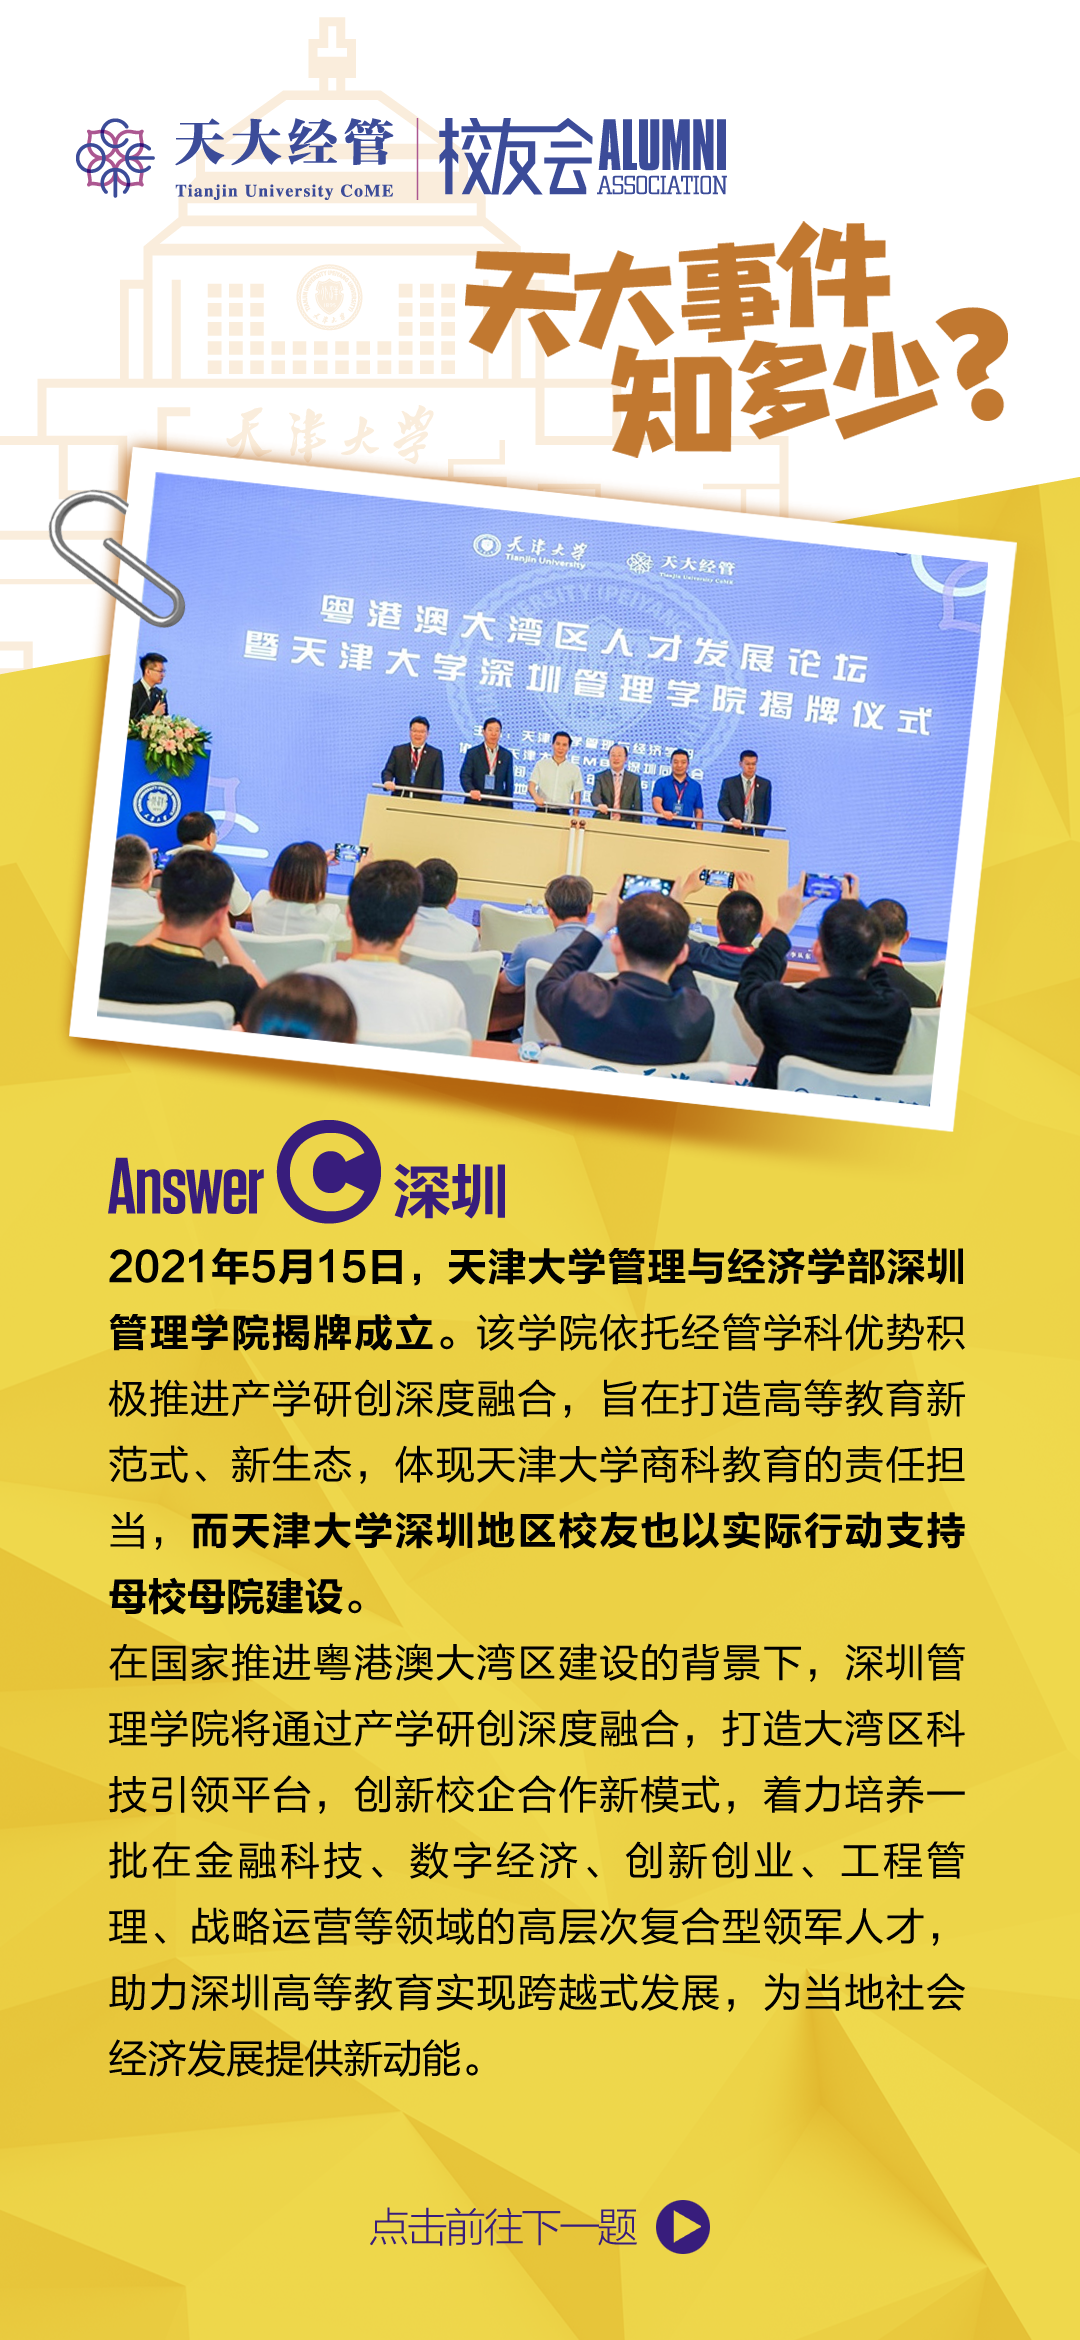 天大经管
Tianjin University CoME
校友会 ALUMNI
ASSOCIATION
天大事件
知多少?
天津大学
天津大学
Tianjin University
天大经管
Tianjin University CoME
粤港澳大湾区人才发展论坛
暨天津大学深圳管理学院揭牌仪式
Answer C 深圳
2021年5月15日，天津大学管理与经济学部深圳
管理学院揭牌成立。该学院依托经管学科优势积
极推进产学研创深度融合，旨在打造高等教育新
范式、新生态，体现天津大学商科教育的责任担
当，而天津大学深圳地区校友也以实际行动支持
母校母院建设。
在国家推进粤港澳大湾区建设的背景下，深圳管
理学院将通过产学研创深度融合，打造大湾区科
技引领平台，创新校企合作新模式，着力培养一
批在金融科技、数字经济、创新创业、工程管
理、战略运营等领域的高层次复合型领军人才，
助力深圳高等教育实现跨越式发展，为当地社会
经济发展提供新动能。
点击前往下一题